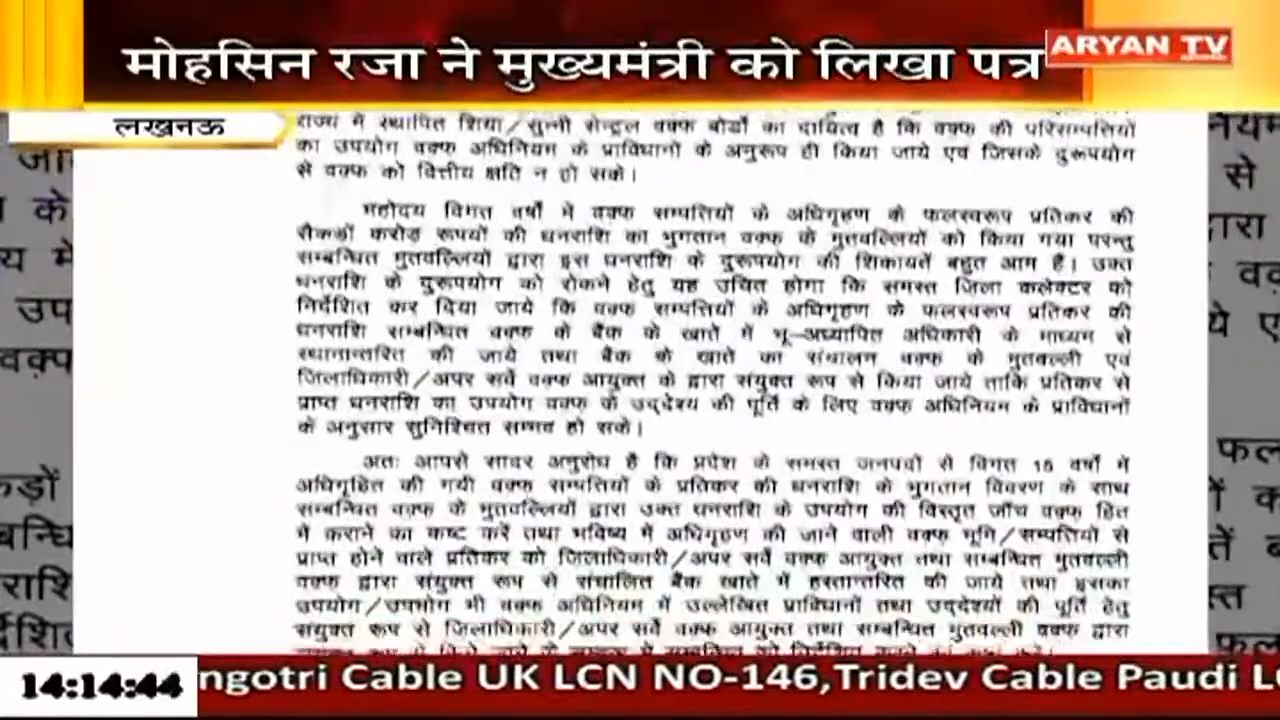 मोहसिन रजा ने मुख्यमंत्री को लिखा पत्र
ARYAN TV
लखनऊ
राज्य में स्थापित शिया/सुन्नी सेन्ट्रल वक्फ बोर्डों का दायित्व है कि वक्फ की परिसम्पत्तियों
का उपयोग वक्फ अधिनियम के प्राविधानों के अनुरूप ही किया जाये एवं जिसके दुरूपयोग
से वक्फ को वित्तीय क्षति न हो सके।
महोदय विगत वर्षों में वक्फ सम्पत्तियों के अधिगृहण के फलस्वरूप प्रतिकर की
सैकड़ों करोड़ रूपयों की धनराशि का भुगतान वक्फ के मुतवल्लियों को किया गया परन्तु
सम्बन्धित मुतवल्लियों द्वारा इस धनराशि के दुरूपयोग की शिकायतें बहुत आम हैं। उक्त
धनराशि के दुरूपयोग को रोकने हेतु यह उचित होगा कि समस्त जिला कलेक्टर को
निर्देशित कर दिया जाये कि वक्फ सम्पत्तियों के अधिगृहण के फलस्वरूप प्रतिकर की
धनराशि सम्बन्धित वक्फ के बैंक के खाते में भू-अध्यापित अधिकारी के माध्यम से
स्थानान्तरित की जाये तथा बैंक के खाते का संचालन वक्फ के मुतवल्ली एवं
जिलाधिकारी/अपर सर्वे वक्फ आयुक्त के द्वारा संयुक्त रूप से किया जाये ताकि प्रतिकर से
प्राप्त धनराशि का उपयोग वक्फ के उद्देश्य की पूर्ति के लिए वक्फ अधिनियम के प्राविधानों
के अनुसार सुनिश्चित सम्भव हो सके।
अतः आपसे सादर अनुरोध है कि प्रदेश के समस्त जनपदों से विगत 15 वर्षों में
अधिगृहित की गयी वक्फ सम्पत्तियों के प्रतिकर की धनराशि के भुगतान विवरण के साथ
सम्बन्धित वक्फ के मुतवल्लियों द्वारा उक्त धनराशि के उपयोग की विस्तृत जाँच वक्फ हित
में कराने का कष्ट करें तथा भविष्य में अधिगृहण की जाने वाली वक्फ भूमि/सम्पत्तियों से
प्राप्त होने वाले प्रतिकर को जिलाधिकारी/अपर सर्वे वक्फ आयुक्त तथा सम्बन्धित मुतवल्ली
वक्फ द्वारा संयुक्त रूप से संचालित बैंक खाते में हस्तान्तरित की जाये तथा इसका
उपयोग/उपभोग भी वक्फ अधिनियम में उल्लेखित प्राविधानों तथा उद्देश्यों की पूर्ति हेतु
संयुक्त रूप से जिलाधिकारी/अपर सर्वे वक्फ आयुक्त तथा सम्बन्धित मुतवल्ली वक्फ द्वारा
14:14:44
ngotri Cable UK LCN NO-146,Tridev Cable Paudi L